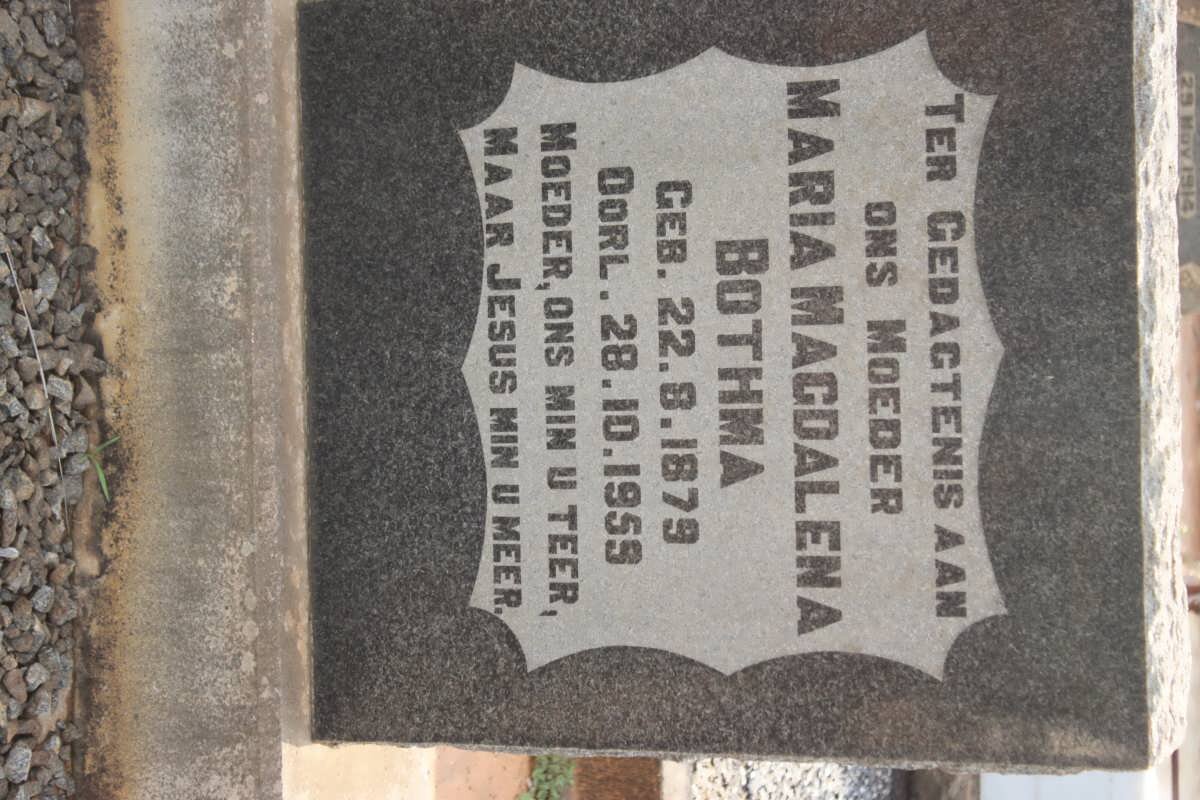 TER GEDAGTENIS AAN
ONS MOEDER
MARIA MAGDALENA
BOTHMA
GEB. 22.8.1879
OORL. 28.10.1959
MOEDER, ONS MIN U TEER,
MAAR JESUS MIN U MEER.